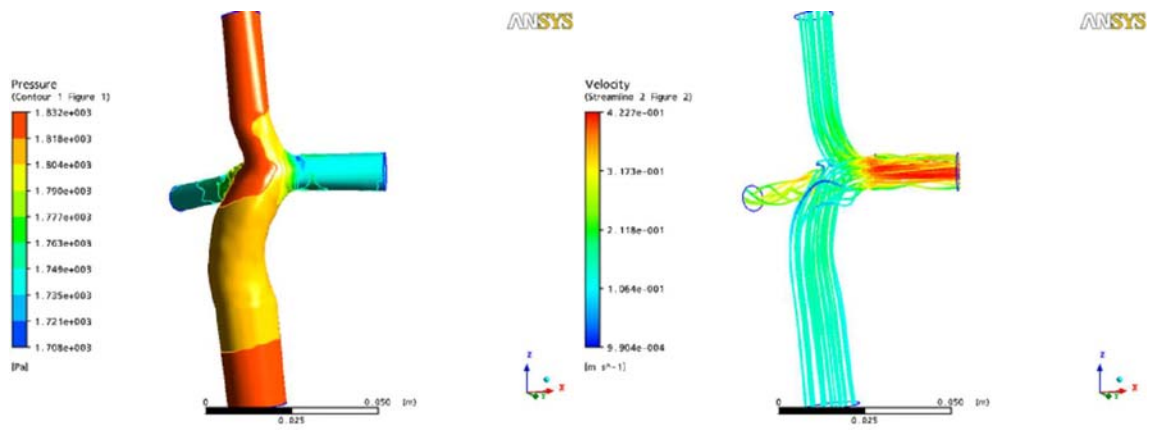 ANSYS
Pressure
(Contour 1 Figure 1)
1.832e+003
1.818e+003
1.804e+003
1.790e+003
1.777e+003
1.763e+003
1.749e+003
1.735e+003
1.721e+003
1.708e+003
[Pa]
Z
X
0
0.050 (m)
0.025
ANSYS
Velocity
(Streamline 2 Figure 2)
4.227e-001
3.173e-001
2.118e-001
1.064e-001
9.904e-004
[m s^-1]
Z
X
0
0.050 (m)
0.025